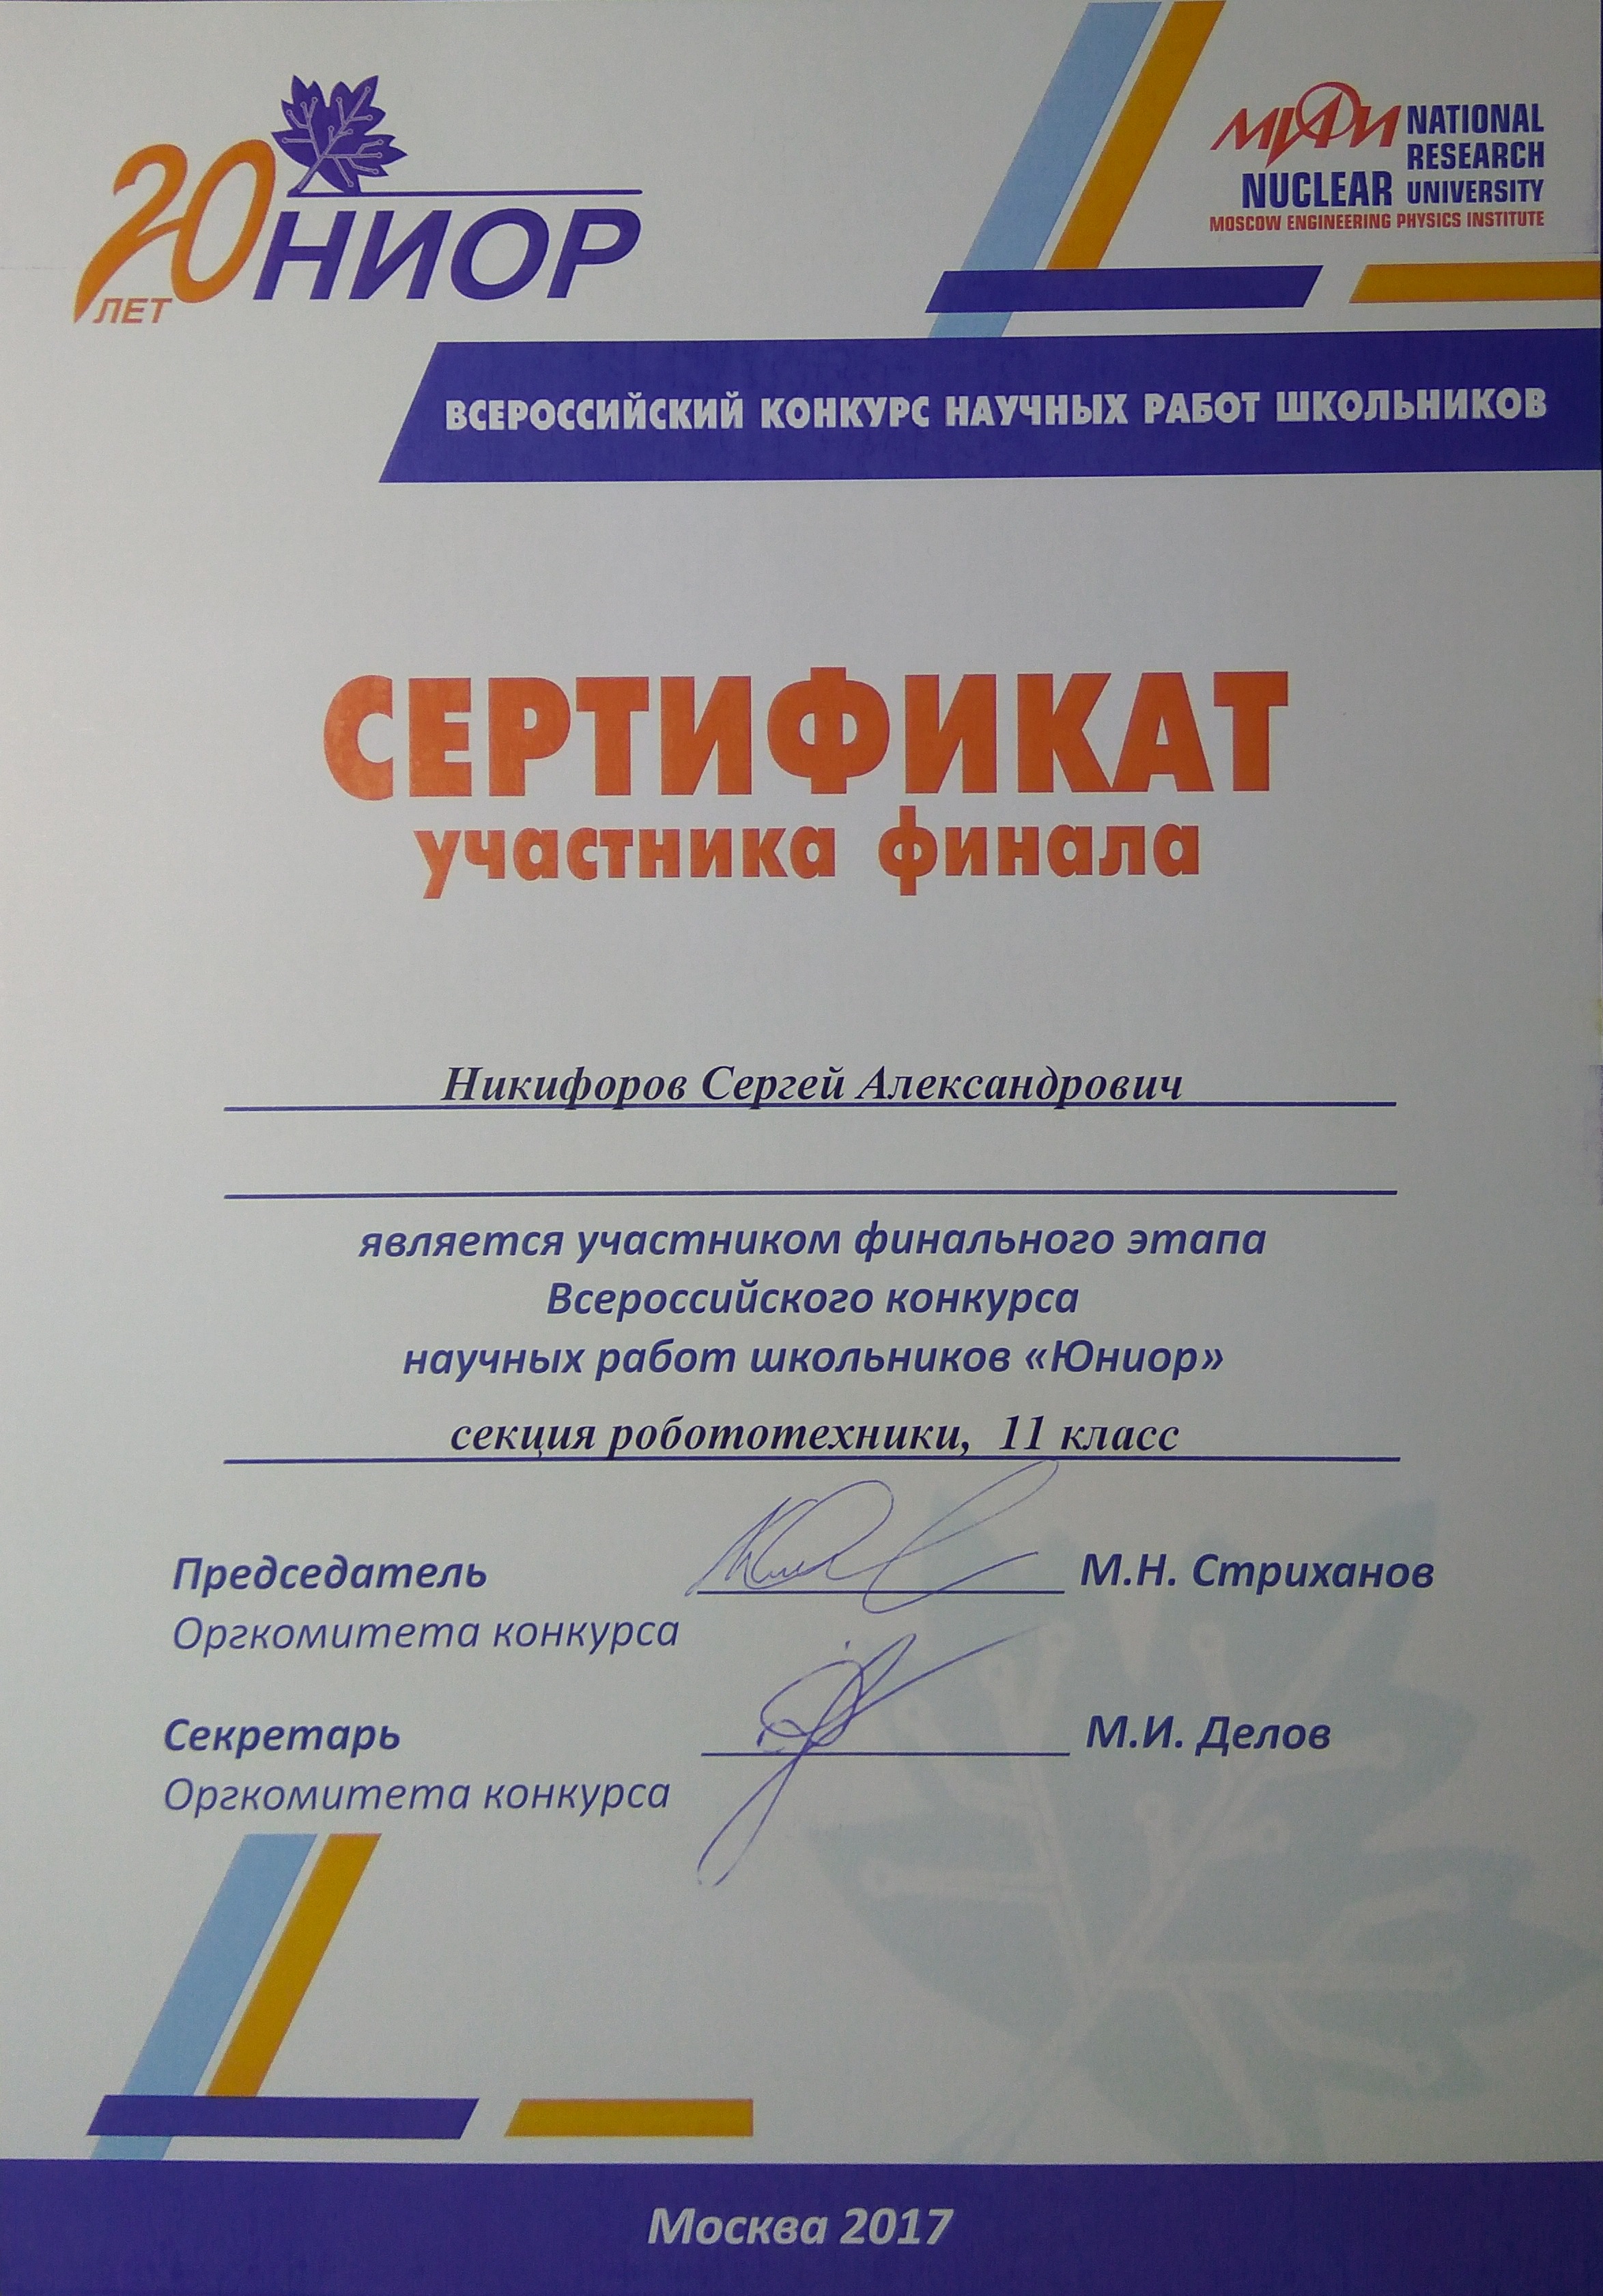 20 ЛЕТ ЮНИОР
МИФИ NATIONAL
RESEARCH
NUCLEAR UNIVERSITY
MOSCOW ENGINEERING PHYSICS INSTITUTE
ВСЕРОССИЙСКИЙ КОНКУРС НАУЧНЫХ РАБОТ ШКОЛЬНИКОВ
СЕРТИФИКАТ
участника финала
Никифоров Сергей Александрович
является участником финального этапа
Всероссийского конкурса
научных работ школьников «Юниор»
секция робототехники, 11 класс
Председатель М.Н. Стриханов
Оргкомитета конкурса
Секретарь М.И. Делов
Оргкомитета конкурса
Москва 2017